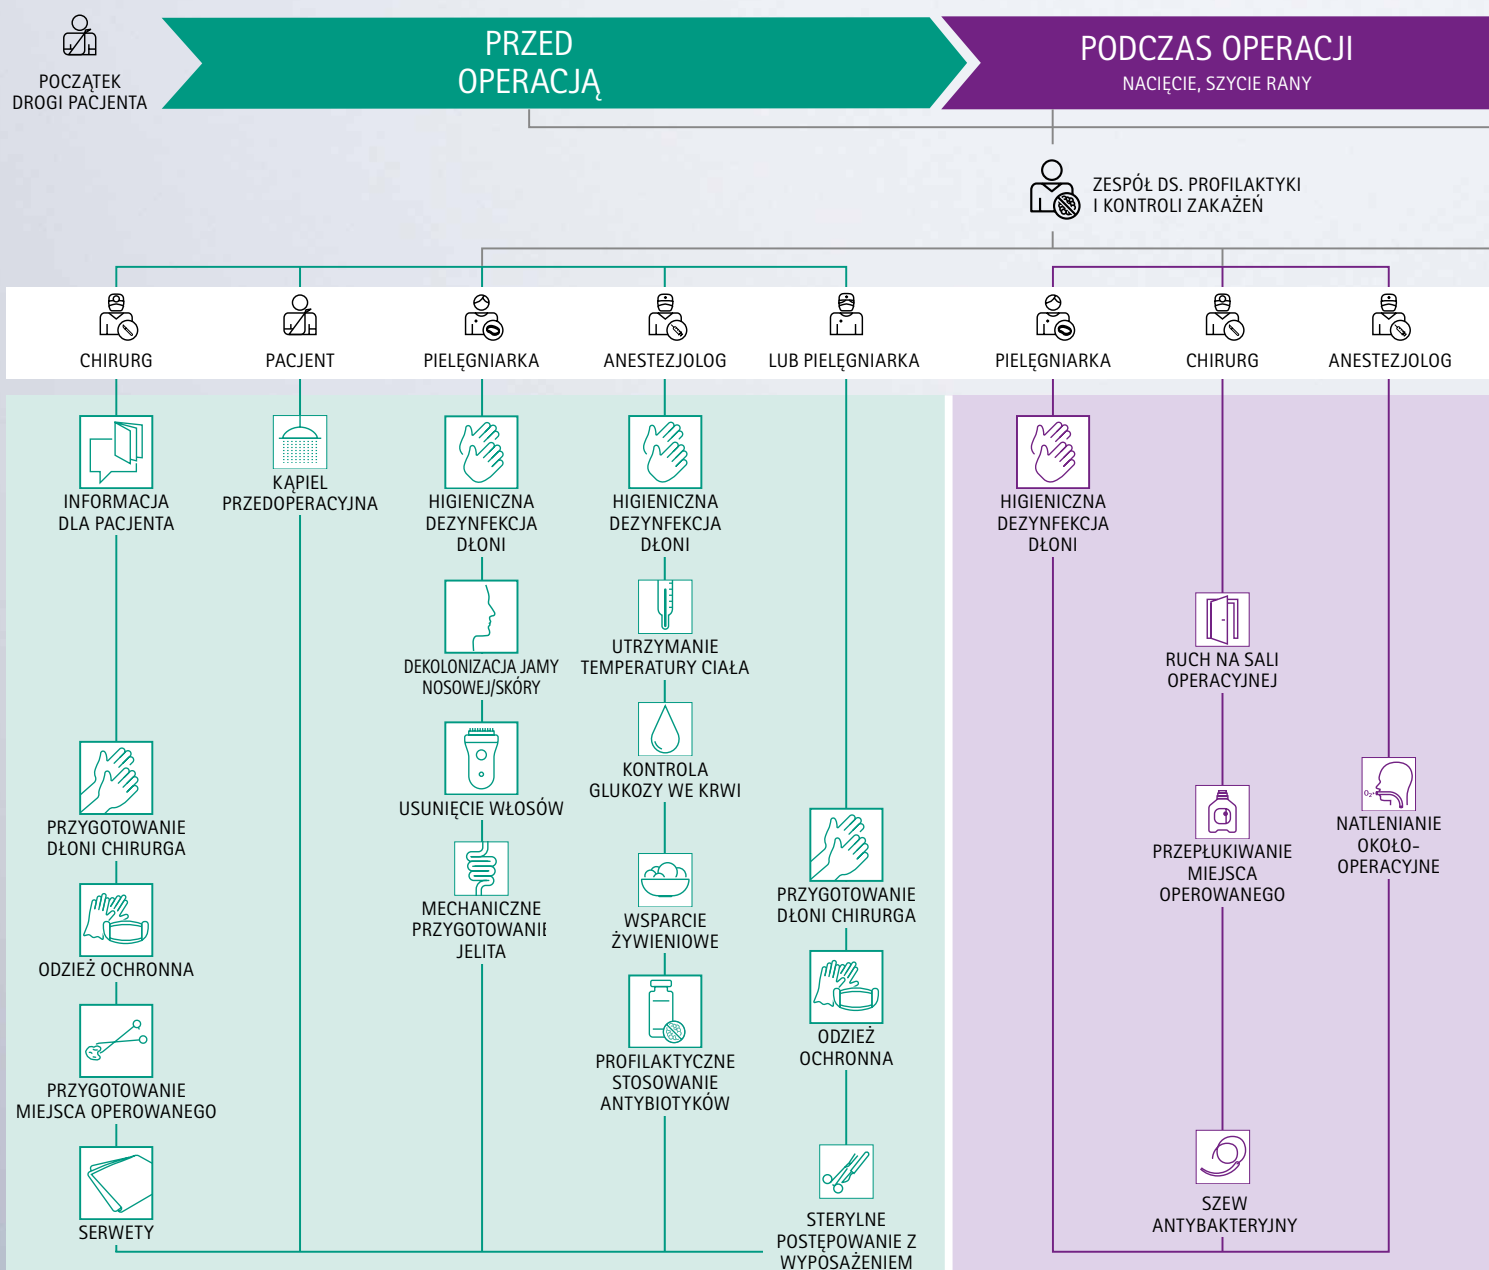 POCZĄTEK
DROGI PACJENTA
PRZED
OPERACJĄ
PODCZAS OPERACJI
NACIĘCIE, SZYCIE RANY
ZESPÓŁ DS. PROFILAKTYKI
I KONTROLI ZAKAŻEŃ
CHIRURG
PACJENT
PIELĘGNIARKA
ANESTEZJOLOG
LUB PIELĘGNIARKA
PIELĘGNIARKA
CHIRURG
ANESTEZJOLOG
INFORMACJA
DLA PACJENTA
PRZYGOTOWANIE
DŁONI CHIRURGA
ODZIEŻ OCHRONNA
PRZYGOTOWANIE
MIEJSCA OPEROWANEGO
SERWETY
KĄPIEL
PRZEDOPERACYJNA
HIGIENICZNA
DEZYNFEKCJA
DŁONI
DEKOLONIZACJA JAMY
NOSOWEJ/SKÓRY
USUNIĘCIE WŁOSÓW
MECHANICZNE
PRZYGOTOWANIE
JELITA
HIGIENICZNA
DEZYNFEKCJA
DŁONI
UTRZYMANIE
TEMPERATURY CIAŁA
KONTROLA
GLUKOZY WE KRWI
WSPARCIE
ŻYWIENIOWE
PROFILAKTYCZNE
STOSOWANIE
ANTYBIOTYKÓW
PRZYGOTOWANIE
DŁONI CHIRURGA
ODZIEŻ
OCHRONNA
STERYLNE
POSTĘPOWANIE Z
WYPOSAŻENIEM
HIGIENICZNA
DEZYNFEKCJA
DŁONI
RUCH NA SALI
OPERACYJNEJ
PRZEPŁUKIWANIE
MIEJSCA
OPEROWANEGO
SZEW
ANTYBAKTERYJNY
O₂
NATLENIANIE
OKOŁO-
OPERACYJNE